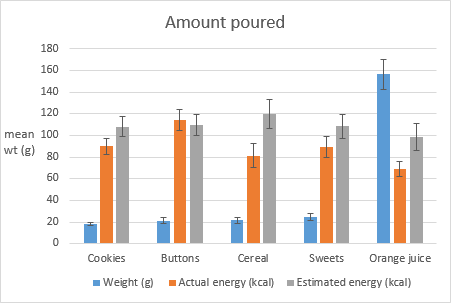 Amount poured
180
160
140
120
100
80
60
40
20
0
mean
wt (g)
Cookies Buttons Cereal Sweets Orange juice
Weight (g) Actual energy (kcal) Estimated energy (kcal)